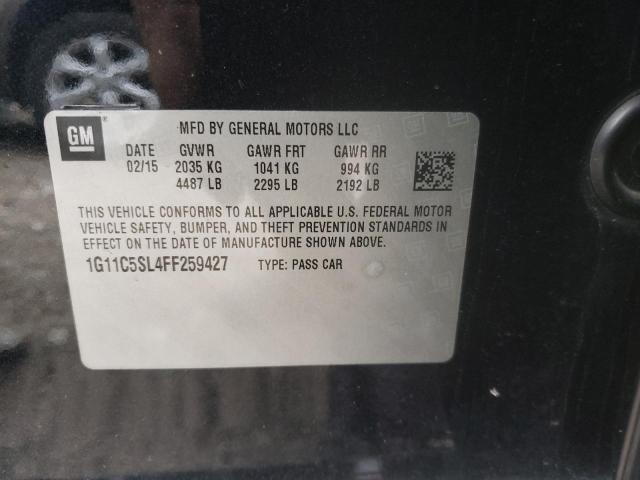 GM ® MFD BY GENERAL MOTORS LLC
DATE GVWR GAWR FRT GAWR RR
02/15 2035 KG 1041 KG 994 KG
4487 LB 2295 LB 2192 LB
THIS VEHICLE CONFORMS TO ALL APPLICABLE U.S. FEDERAL MOTOR
VEHICLE SAFETY, BUMPER, AND THEFT PREVENTION STANDARDS IN
EFFECT ON THE DATE OF MANUFACTURE SHOWN ABOVE.
1G11C5SL4FF259427 TYPE: PASS CAR